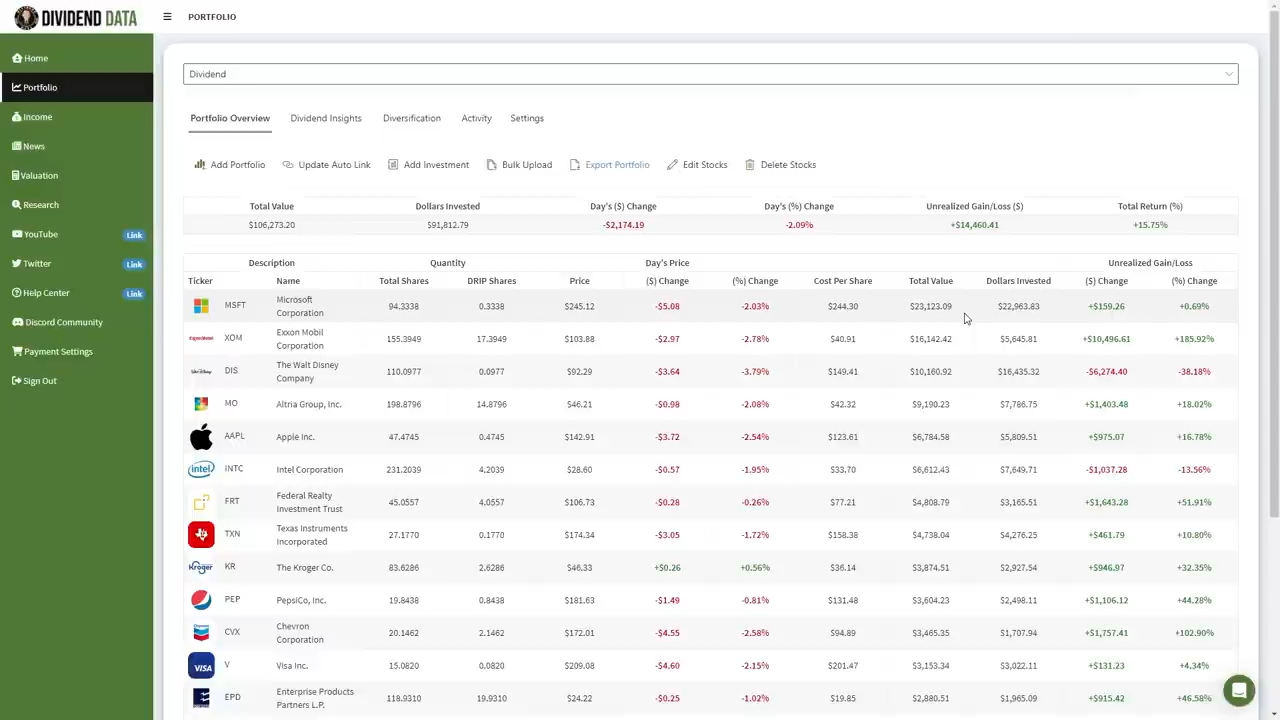 DIVIDEND DATA
PORTFOLIO
Home
Portfolio
Income
News
Valuation
Research
YouTube Link
Twitter Link
Help Center Link
Discord Community
Payment Settings
Sign Out
Dividend
Portfolio Overview Dividend Insights Diversification Activity Settings
Add Portfolio Update Auto Link Add Investment Bulk Upload Export Portfolio Edit Stocks Delete Stocks
Total Value Dollars Invested Day's ($) Change Day's (%) Change Unrealized Gain/Loss ($) Total Return (%)
$106,273.20 $91,812.79 -$2,174.19 -2.09% +$14,460.41 +15.75%
Description Quantity Day's Price Unrealized Gain/Loss
Ticker Name Total Shares DRIP Shares Price ($) Change (%) Change Cost Per Share Total Value Dollars Invested ($) Change (%) Change
MSFT Microsoft Corporation 94.3338 0.3338 $245.12 -$5.08 -2.03% $244.30 $23,123.09 $22,963.83 +$159.26 +0.69%
XOM Exxon Mobil Corporation 155.3949 17.3949 $103.88 -$2.97 -2.78% $40.91 $16,142.42 $5,645.81 +$10,496.61 +185.92%
DIS The Walt Disney Company 110.0977 0.0977 $92.29 -$3.64 -3.79% $149.41 $10,160.92 $16,435.32 -$6,274.40 -38.18%
MO Altria Group, Inc. 198.8796 14.8796 $46.21 -$0.98 -2.08% $42.32 $9,190.23 $7,786.75 +$1,403.48 +18.02%
AAPL Apple Inc. 47.4745 0.4745 $142.91 -$3.72 -2.54% $123.61 $6,784.58 $5,809.51 +$975.07 +16.78%
intel INTC Intel Corporation 231.2039 4.2039 $28.60 -$0.57 -1.95% $33.70 $6,612.43 $7,649.71 -$1,037.28 -13.56%
FRT Federal Realty Investment Trust 45.0557 4.0557 $106.73 -$0.28 -0.26% $77.21 $4,808.79 $3,165.51 +$1,643.28 +51.91%
TXN Texas Instruments Incorporated 27.1770 0.1770 $174.34 -$3.05 -1.72% $158.38 $4,738.04 $4,276.25 +$461.79 +10.80%
Kroger KR The Kroger Co. 83.6286 2.6286 $46.33 +$0.26 +0.56% $36.14 $3,874.51 $2,927.54 +$946.97 +32.35%
PEP PepsiCo, Inc. 19.8438 0.8438 $181.63 -$1.49 -0.81% $131.48 $3,604.23 $2,498.11 +$1,106.12 +44.28%
CVX Chevron Corporation 20.1462 2.1462 $172.01 -$4.55 -2.58% $94.89 $3,465.35 $1,707.94 +$1,757.41 +102.90%
VISA V Visa Inc. 15.0820 0.0820 $209.08 -$4.60 -2.15% $201.47 $3,153.34 $3,022.11 +$131.23 +4.34%
EPD Enterprise Products Partners L.P. 118.9310 19.9310 $24.22 -$0.25 -1.02% $19.85 $2,880.51 $1,965.09 +$915.42 +46.58%